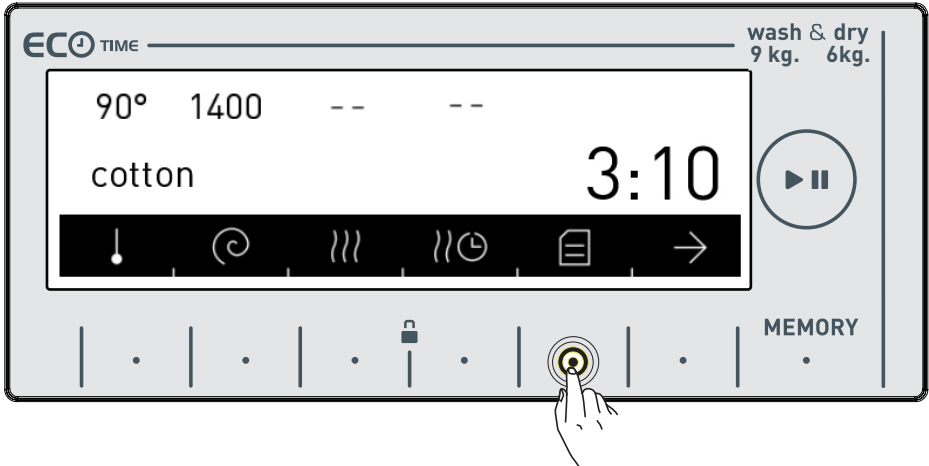 ECO TIME
wash & dry
9 kg. 6kg.
90° 1400 -- --
cotton
3:10
MEMORY